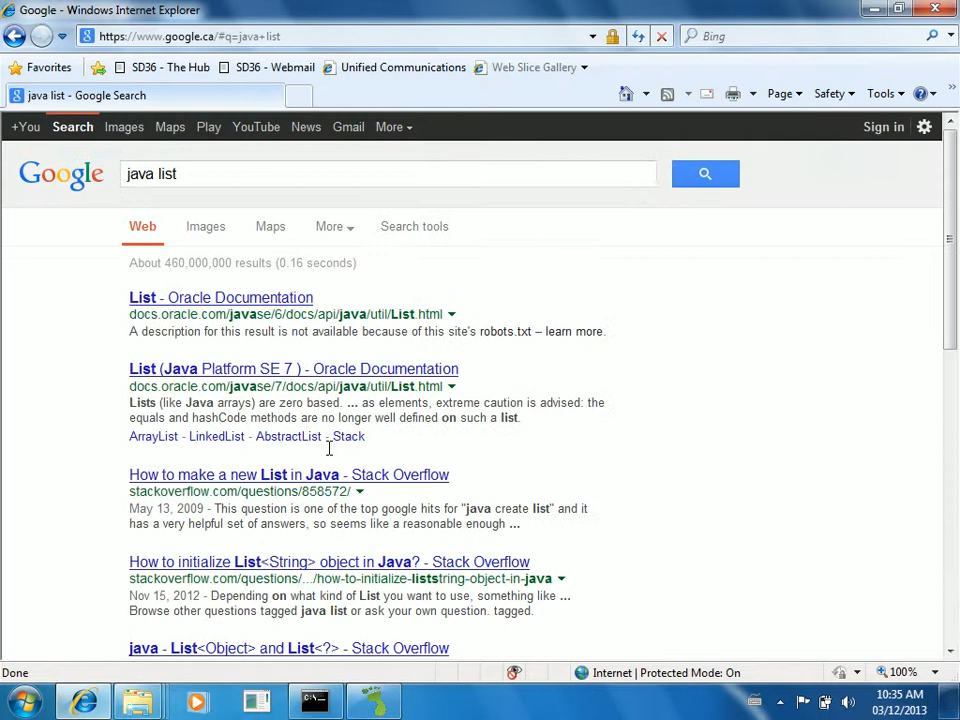 Google - Windows Internet Explorer
https://www.google.ca/#q=java+list
Bing
Favorites SD36 - The Hub SD36 - Webmail Unified Communications Web Slice Gallery
java list - Google Search
Page Safety Tools »
+You Search Images Maps Play YouTube News Gmail More Sign in
Google java list
Web Images Maps More Search tools
About 460,000,000 results (0.16 seconds)
List - Oracle Documentation
docs.oracle.com/javase/6/docs/api/java/util/List.html
A description for this result is not available because of this site's robots.txt – learn more.
List (Java Platform SE 7 ) - Oracle Documentation
docs.oracle.com/javase/7/docs/api/java/util/List.html
Lists (like Java arrays) are zero based. ... as elements, extreme caution is advised: the
equals and hashCode methods are no longer well defined on such a list.
ArrayList - LinkedList - AbstractList - Stack
How to make a new List in Java - Stack Overflow
stackoverflow.com/questions/858572/
May 13, 2009 - This question is one of the top google hits for "java create list" and it
has a very helpful set of answers, so seems like a reasonable enough ...
How to initialize List<String> object in Java? - Stack Overflow
stackoverflow.com/questions/.../how-to-initialize-liststring-object-in-java
Nov 15, 2012 - Depending on what kind of List you want to use, something like ...
Browse other questions tagged java list or ask your own question. tagged.
java - List<Object> and List<?> - Stack Overflow
Done Internet | Protected Mode: On 100%
10:35 AM
03/12/2013